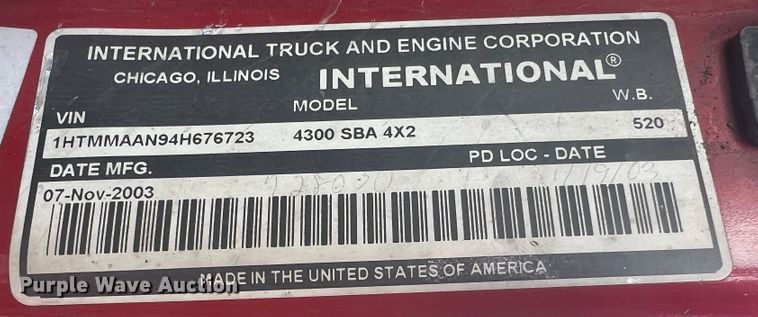 INTERNATIONAL TRUCK AND ENGINE CORPORATION
CHICAGO, ILLINOIS INTERNATIONAL®
VIN MODEL W.B.
1HTMMAAN94H676723 4300 SBA 4X2 520
DATE MFG. PD LOC - DATE
07-Nov-2003
MADE IN THE UNITED STATES OF AMERICA
Purple Wave Auction